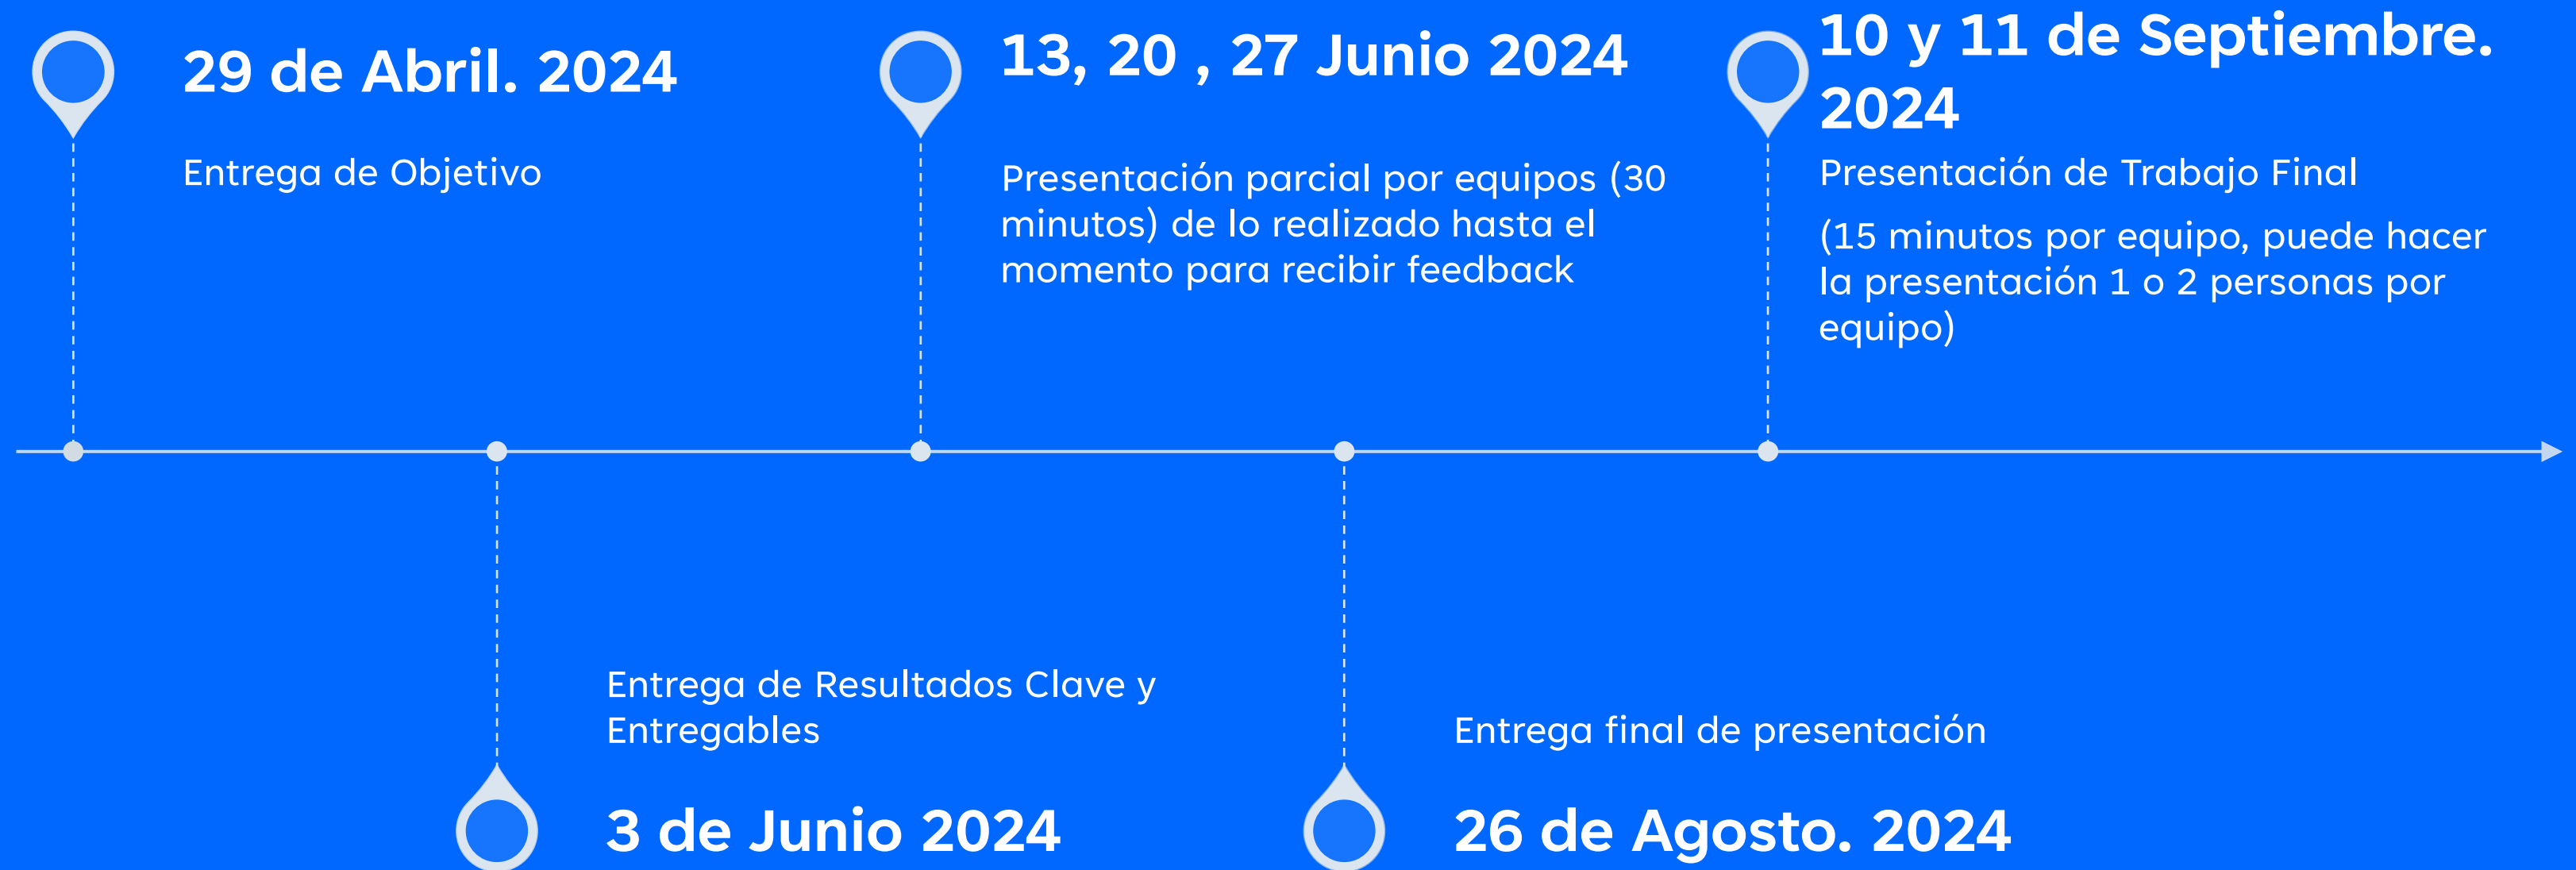 29 de Abril. 2024
Entrega de Objetivo
13, 20 , 27 Junio 2024
Presentación parcial por equipos (30
minutos) de lo realizado hasta el
momento para recibir feedback
10 y 11 de Septiembre.
2024
Presentación de Trabajo Final
(15 minutos por equipo, puede hacer
la presentación 1 o 2 personas por
equipo)
Entrega de Resultados Clave y
Entregables
3 de Junio 2024
Entrega final de presentación
26 de Agosto. 2024